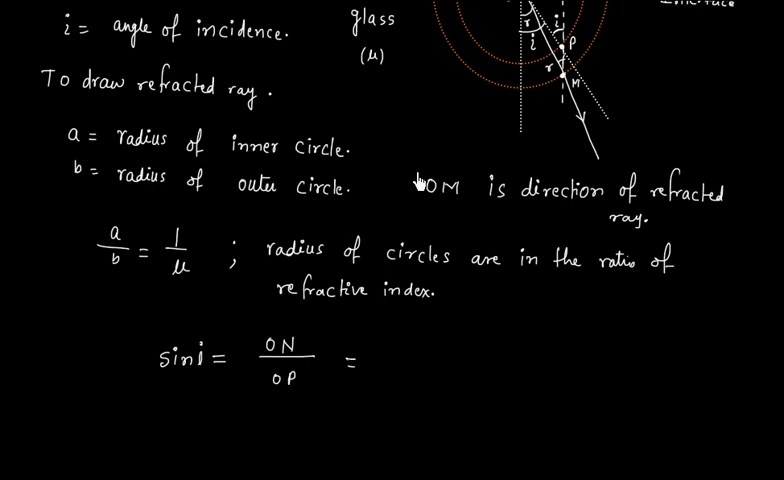 i = angle of incidence.
glass
(μ)
r
i
i
P
r
M
To draw refracted ray.
a = radius of inner circle.
b = radius of outer circle.
OM is direction of refracted
ray.
a/b = 1/μ ; radius of circles are in the ratio of
refractive index.
sini = ON/OP =